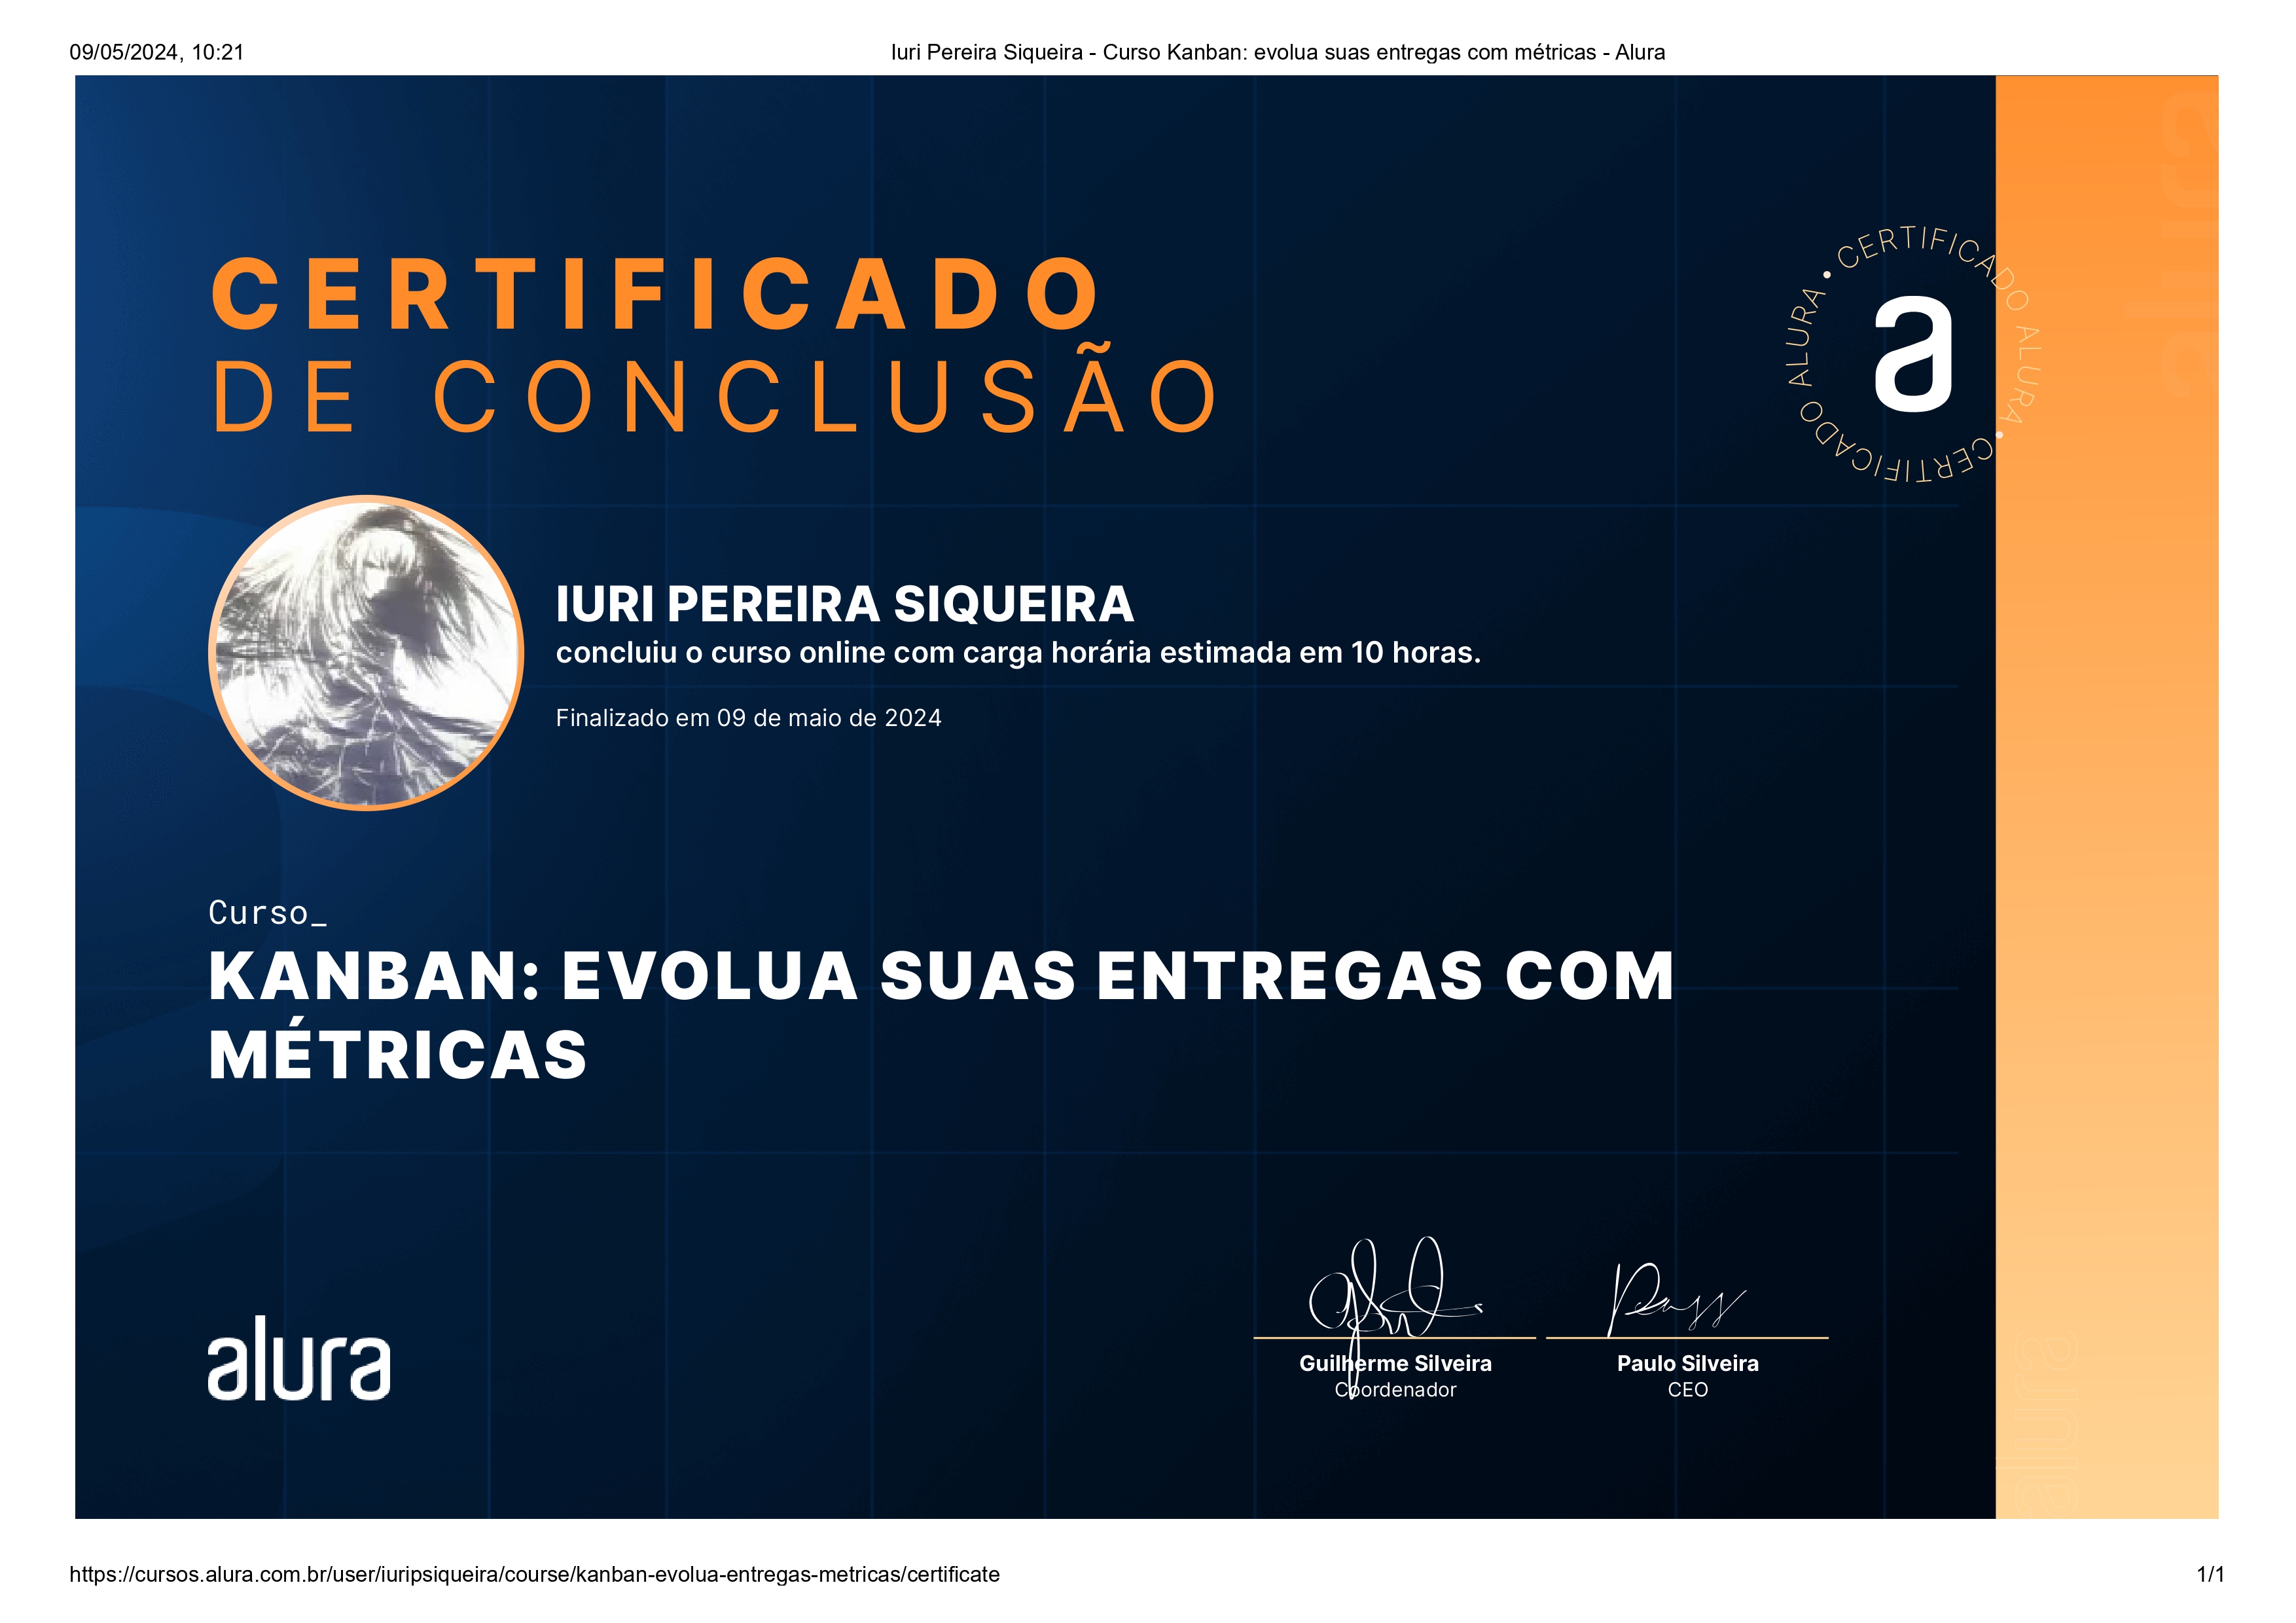 09/05/2024, 10:21
Iuri Pereira Siqueira - Curso Kanban: evolua suas entregas com métricas - Alura
CERTIFICADO
DE CONCLUSÃO
• CERTIFICADO ALURA • CERTIFICADO ALURA
a
alura
IURI PEREIRA SIQUEIRA
concluiu o curso online com carga horária estimada em 10 horas.
Finalizado em 09 de maio de 2024
Curso_
KANBAN: EVOLUA SUAS ENTREGAS COM
MÉTRICAS
alura
Guilherme Silveira
Coordenador
Paulo Silveira
CEO
alura
https://cursos.alura.com.br/user/iuripsiqueira/course/kanban-evolua-entregas-metricas/certificate
1/1